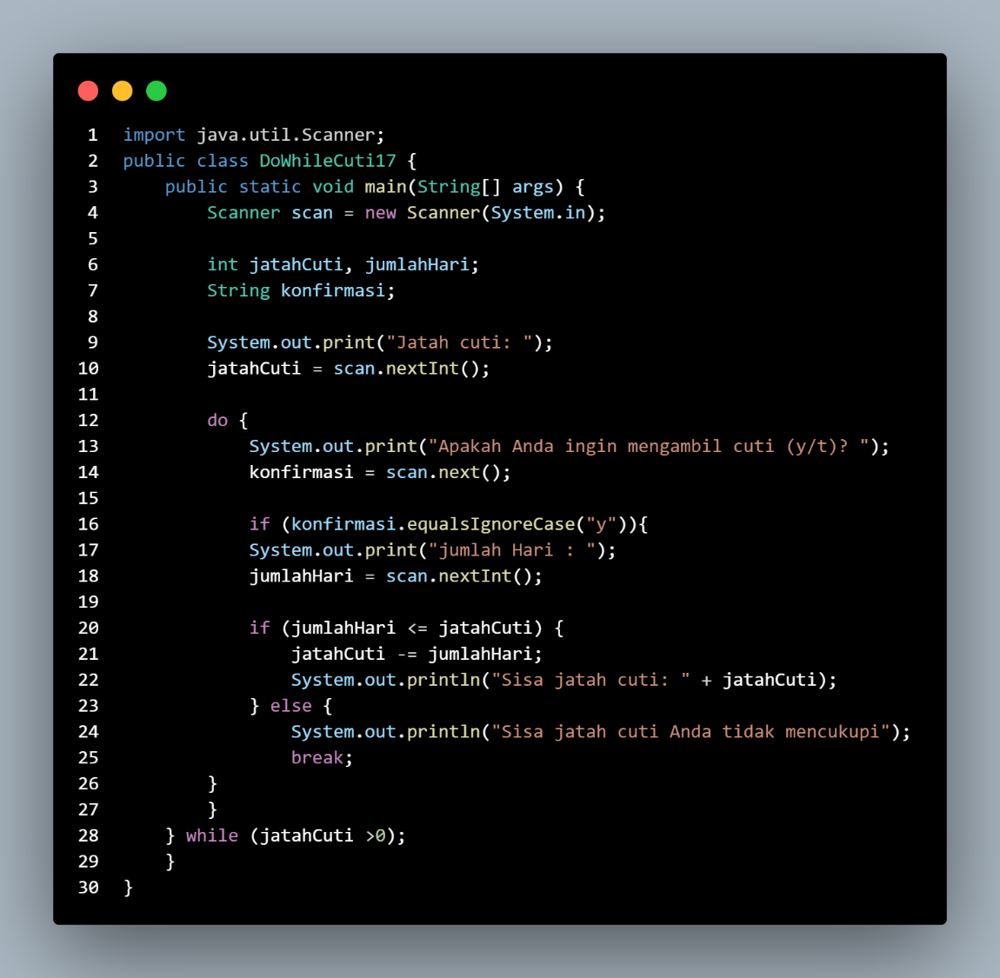 1 import java.util.Scanner;
2 public class DoWhileCuti17 {
3     public static void main(String[] args) {
4         Scanner scan = new Scanner(System.in);
5
6         int jatahCuti, jumlahHari;
7         String konfirmasi;
8
9         System.out.print("Jatah cuti: ");
10         jatahCuti = scan.nextInt();
11
12         do {
13             System.out.print("Apakah Anda ingin mengambil cuti (y/t)? ");
14             konfirmasi = scan.next();
15
16             if (konfirmasi.equalsIgnoreCase("y")){
17             System.out.print("jumlah Hari : ");
18             jumlahHari = scan.nextInt();
19
20             if (jumlahHari <= jatahCuti) {
21                 jatahCuti -= jumlahHari;
22                 System.out.println("Sisa jatah cuti: " + jatahCuti);
23             } else {
24                 System.out.println("Sisa jatah cuti Anda tidak mencukupi");
25                 break;
26         }
27         }
28     } while (jatahCuti >0);
29     }
30 }